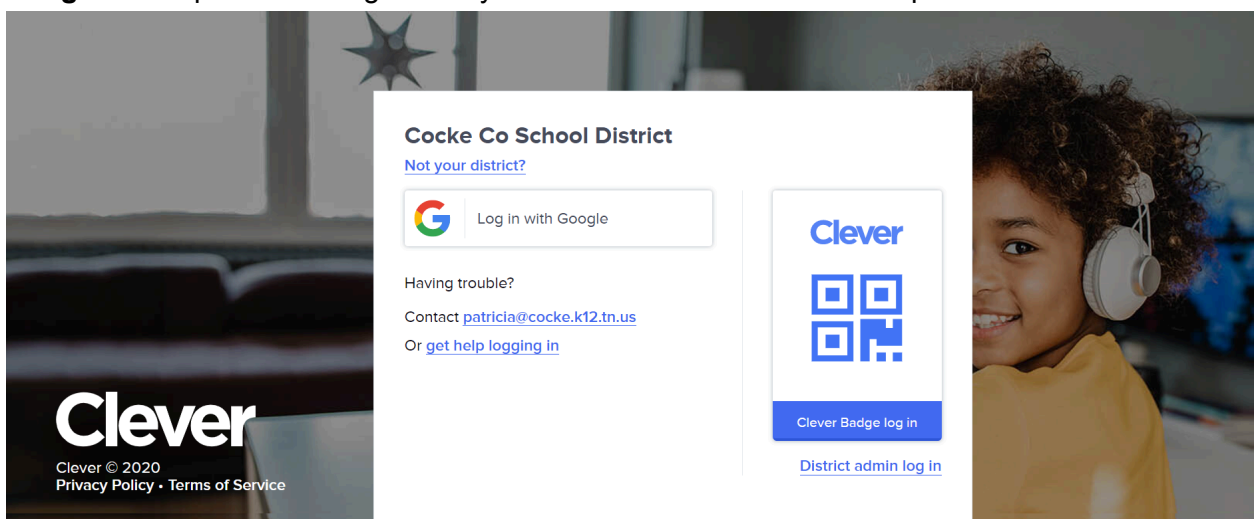 Cocke Co School District
Not your district?
Log in with Google
Having trouble?
Contact patricia@cocke.k12.tn.us
Or get help logging in
Clever
Clever Badge log in
District admin log in
Clever
Clever © 2020
Privacy Policy • Terms of Service